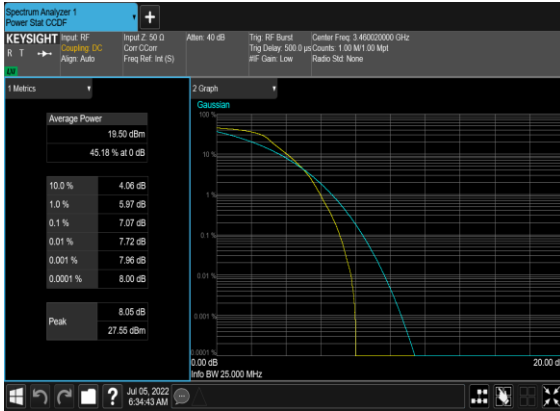 Spectrum Analyzer 1
Power Stat CCDF
KEYSIGHT
R T
Input: RF
Coupling: DC
Align: Auto
Input Z: 50 Ω
Corr CCorr
Freq Ref: Int (S)
Atten: 40 dB
Trig: RF Burst
Trig Delay: 500.0 µs
#IF Gain: Low
Center Freq: 3.460020000 GHz
Counts: 1.00 M/1.00 Mpt
Radio Std: None
1 Metrics
Average Power
19.50 dBm
45.18 % at 0 dB
10.0 % 4.06 dB
1.0 % 5.97 dB
0.1 % 7.07 dB
0.01 % 7.72 dB
0.001 % 7.96 dB
0.0001 % 8.00 dB
Peak
8.05 dB
27.55 dBm
2 Graph
Gaussian
100 %
10 %
1 %
0.1 %
0.01 %
0.001 %
0.0001 %
0.00 dB
20.00 d
Info BW 25.000 MHz
?
Jul 05, 2022
6:34:43 AM